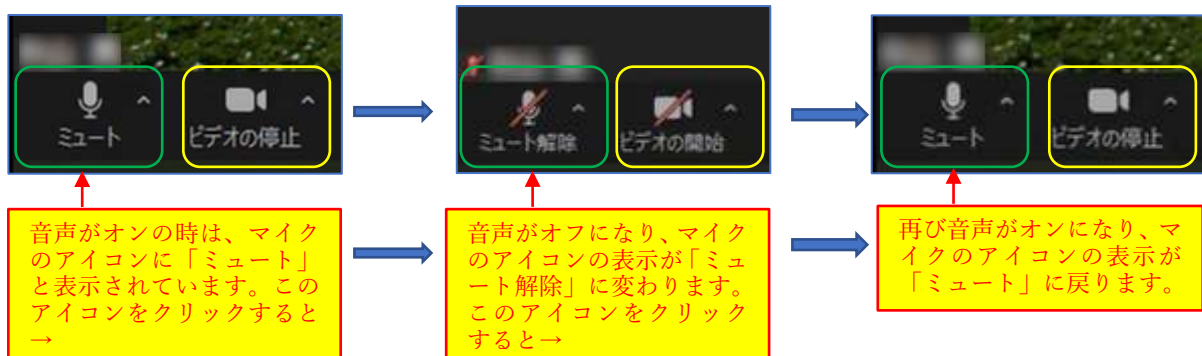 ミュート
ビデオの停止
ミュート解除
ビデオの開始
ミュート
ビデオの停止
音声がオンの時は、マイク
のアイコンに「ミュート」
と表示されています。この
アイコンをクリックすると
→
音声がオフになり、マイク
のアイコンの表示が「ミュ
ート解除」に変わります。
このアイコンをクリック
すると→
再び音声がオンになり、マ
イクのアイコンの表示が
「ミュート」に戻ります。